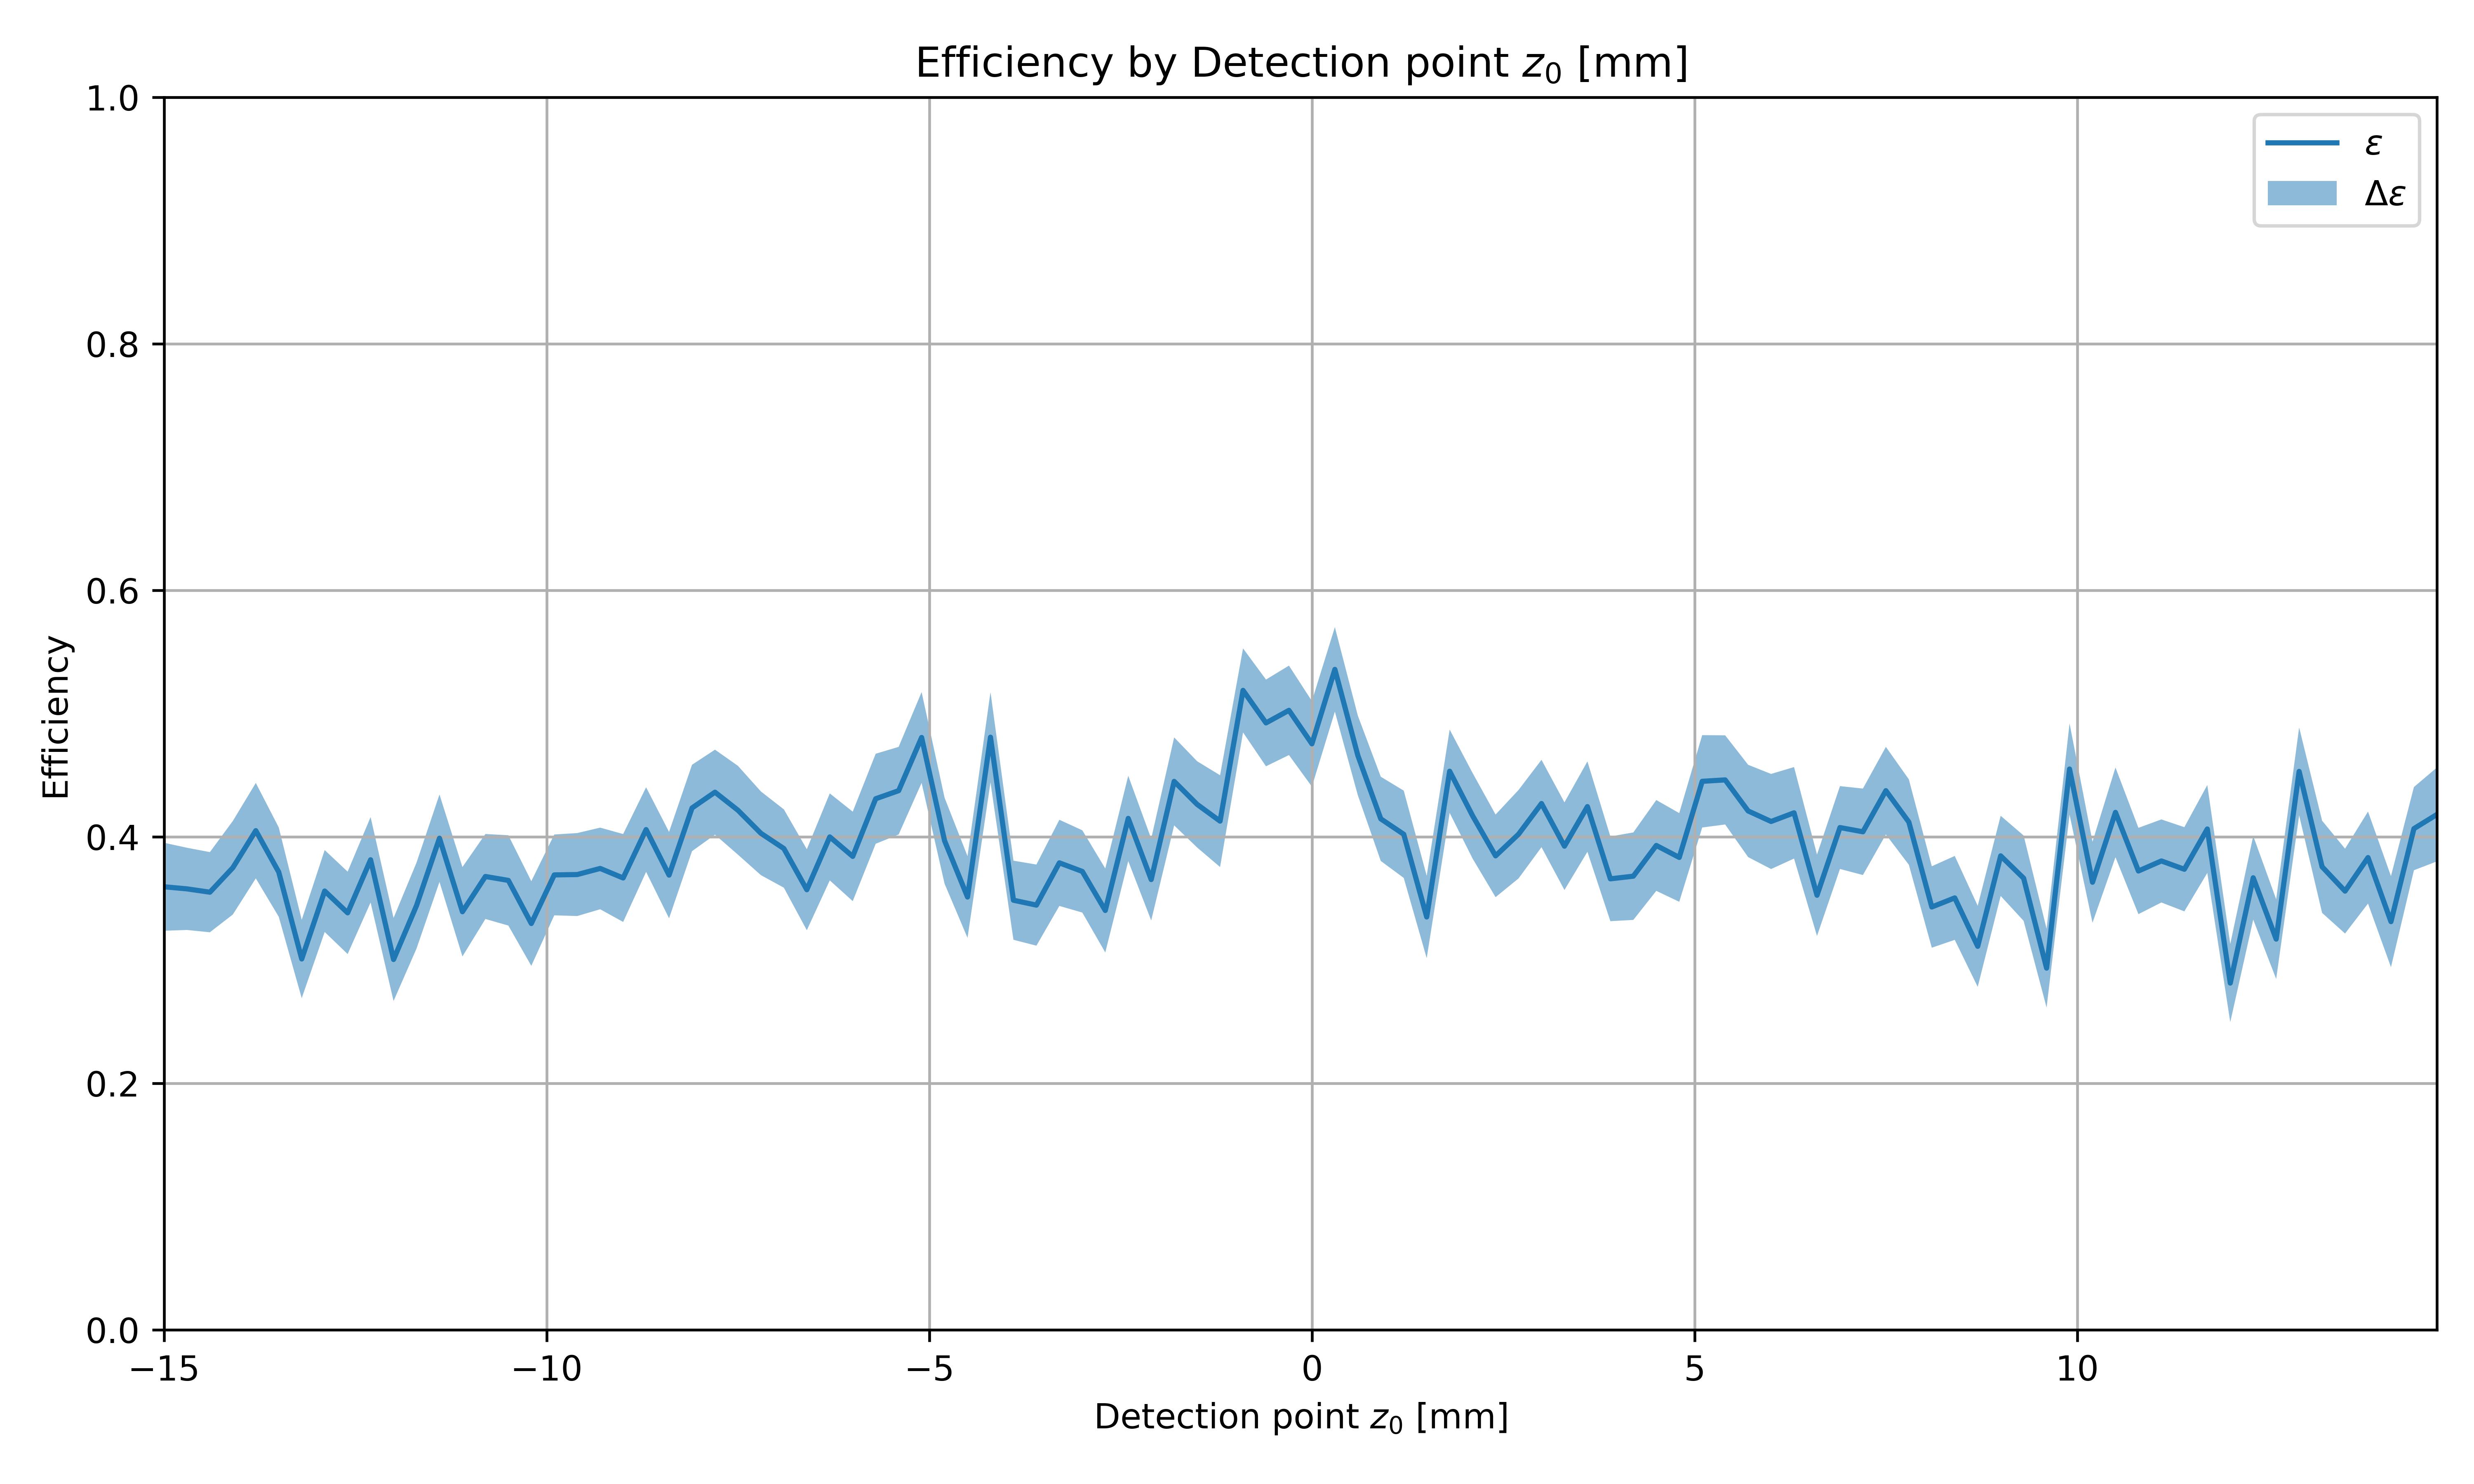 Efficiency by Detection point z₀ [mm]
1.0
0.8
0.6
0.4
0.2
0.0
Efficiency
ε
Δε
−15
−10
−5
0
5
10
Detection point z₀ [mm]